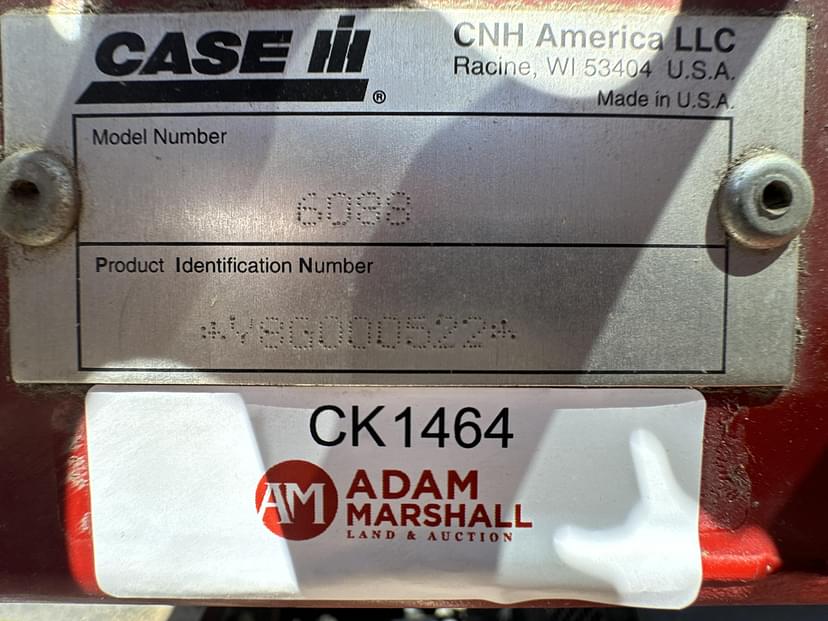 CASE IH ®
CNH America LLC
Racine, WI 53404 U.S.A.
Made in U.S.A.
Model Number
6088
Product Identification Number
*Y8G000522*
CK1464
AM ADAM
MARSHALL
LAND & AUCTION